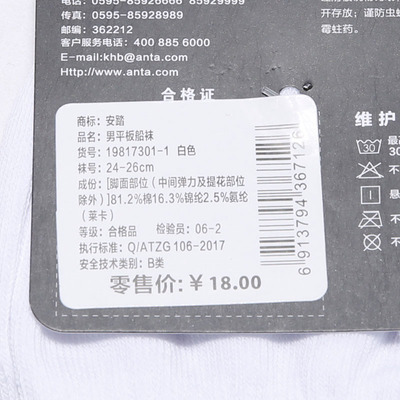 电话: 0595-85926666 85929999
传真: 0595-85928989
邮编: 362212
客户服务电话: 400 885 6000
E-mail:khb@anta.com
Http://www.anta.com
开存放；谨防虫蛀
霉蛀药。
合格证
维护
30
商标: 安踏
品名: 男平板船袜
货号: 19817301-1 白色
袜号: 24-26cm
成份: [脚面部位（中间弹力及提花部位
除外）]81.2%棉16.3%锦纶2.5%氨纶
（莱卡）
等级: 合格品 检验员: 06-2
执行标准: Q/ATZG 106-2017
安全技术类别: B类
零售价: ¥ 18.00
6913794367126